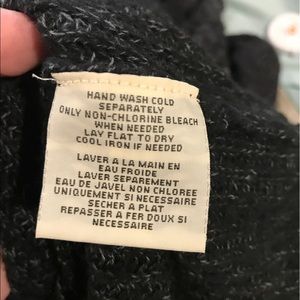 HAND WASH COLD
SEPARATELY
ONLY NON-CHLORINE BLEACH
WHEN NEEDED
LAY FLAT TO DRY
COOL IRON IF NEEDED
LAVER A LA MAIN EN
EAU FROIDE
LAVER SEPAREMENT
EAU DE JAVEL NON CHLOREE
UNIQUEMENT SI NECESSAIRE
SECHER A PLAT
REPASSER A FER DOUX SI
NECESSAIRE